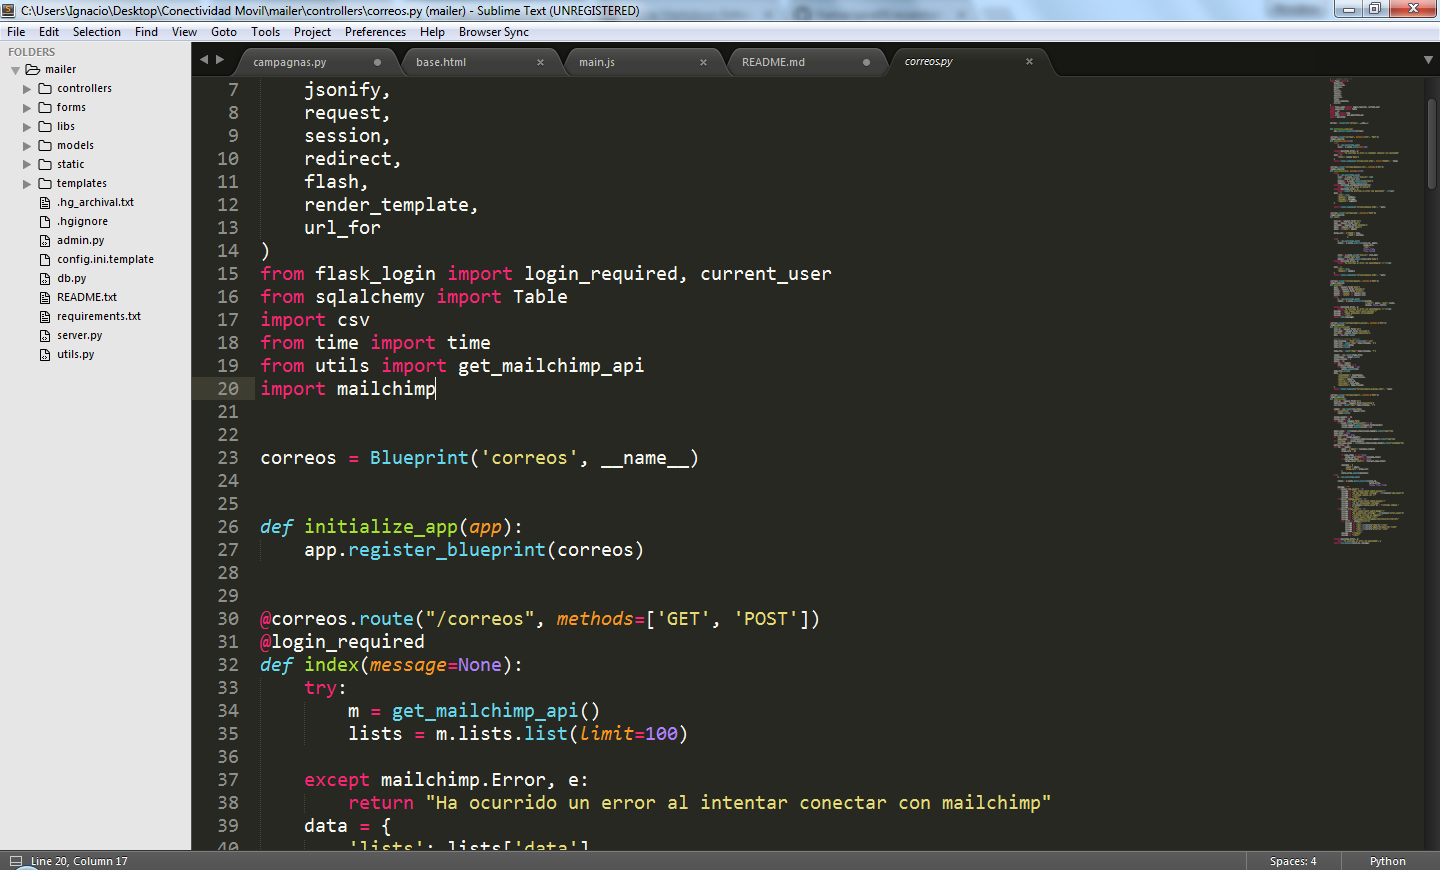 C:\Users\Ignacio\Desktop\Conectividad Movil\mailer\controllers\correos.py (mailer) - Sublime Text (UNREGISTERED)
File Edit Selection Find View Goto Tools Project Preferences Help Browser Sync
FOLDERS
mailer
controllers
forms
libs
models
static
templates
.hg_archival.txt
.hgignore
admin.py
config.ini.template
db.py
README.txt
requirements.txt
server.py
utils.py
campagnas.py base.html main.js README.md correos.py
7 jsonify,
8 request,
9 session,
10 redirect,
11 flash,
12 render_template,
13 url_for
14 )
15 from flask_login import login_required, current_user
16 from sqlalchemy import Table
17 import csv
18 from time import time
19 from utils import get_mailchimp_api
20 import mailchimp
21
22
23 correos = Blueprint('correos', __name__)
24
25
26 def initialize_app(app):
27 app.register_blueprint(correos)
28
29
30 @correos.route("/correos", methods=['GET', 'POST'])
31 @login_required
32 def index(message=None):
33 try:
34 m = get_mailchimp_api()
35 lists = m.lists.list(limit=100)
36
37 except mailchimp.Error, e:
38 return "Ha ocurrido un error al intentar conectar con mailchimp"
39 data = {
40 'lists': lists['data']
Line 20, Column 17 Spaces: 4 Python